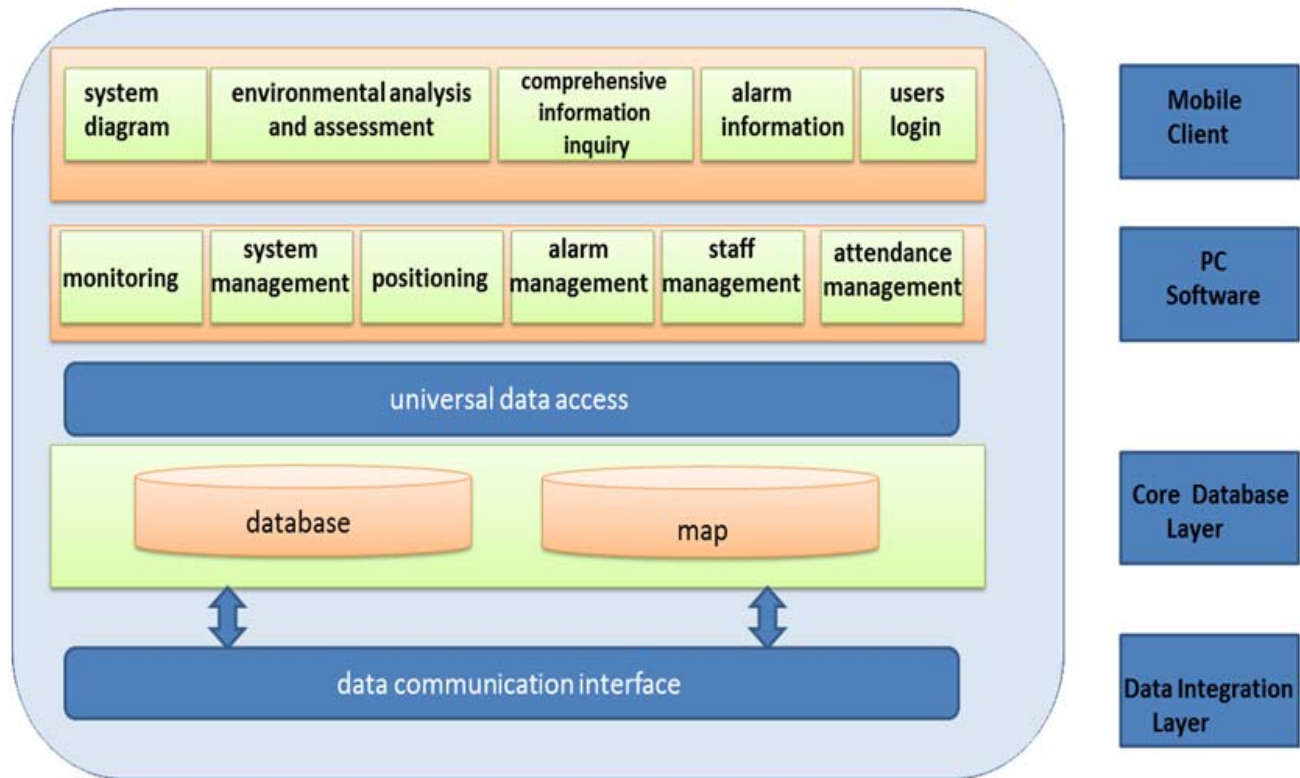 system
diagram
environmental analysis
and assessment
comprehensive
information
inquiry
alarm
information
users
login
Mobile
Client
monitoring
system
management
positioning
alarm
management
staff
management
attendance
management
PC
Software
universal data access
database
map
Core Database
Layer
data communication interface
Data Integration
Layer